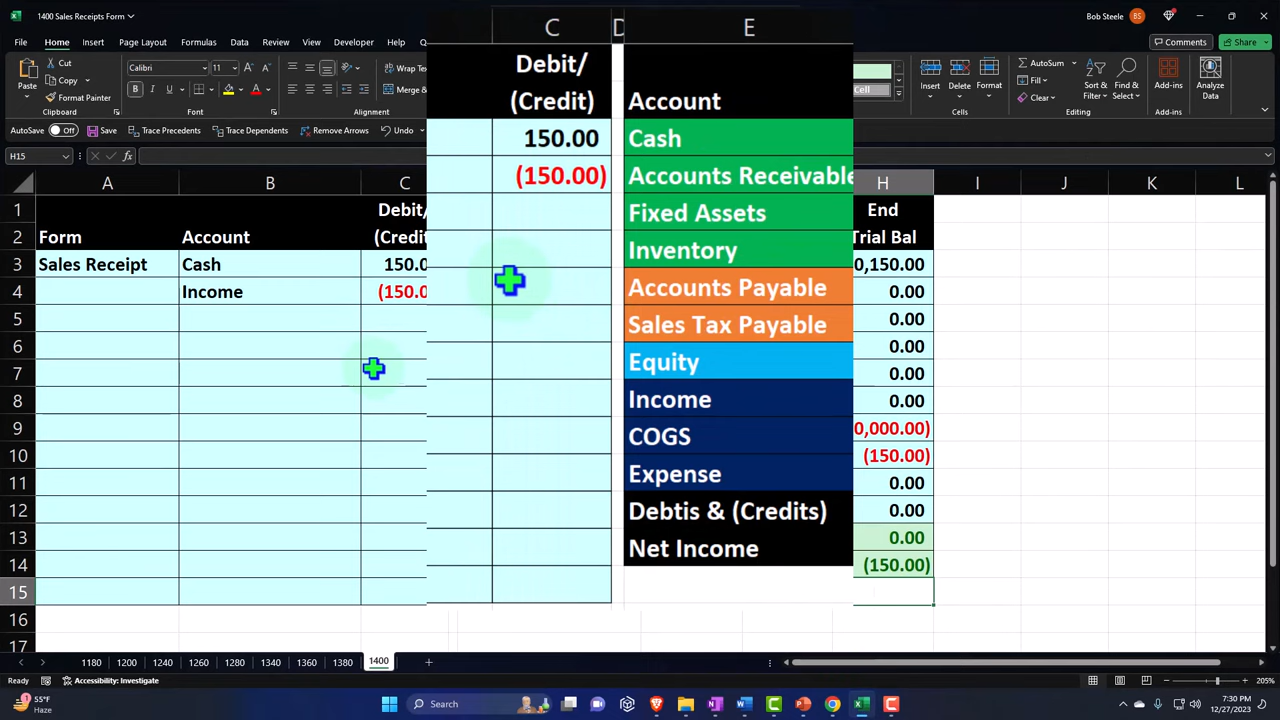 1400 Sales Receipts Form
Bob Steele
BS
File
Home
Insert
Page Layout
Formulas
Data
Review
View
Developer
Comments
Share
Cut
Copy
Format Painter
Clipboard
Calibri
11
Wrap Text
Merge
Cell
Insert
Delete
Format
Cells
AutoSum
Fill
Clear
Sort &
Filter
Find &
Select
Editing
Add-ins
Add-ins
Analyze
Data
AutoSave
Off
Save
Trace Precedents
Trace Dependents
Remove Arrows
Undo
H15
fx
A B C H I J K L
C D E
Debit/
(Credit)
Account
150.00 Cash
(150.00) Accounts Receivable
Fixed Assets
Inventory
Accounts Payable
Sales Tax Payable
Equity
Income
COGS
Expense
Debtis & (Credits)
Net Income
1 Debit/ End
2 Form Account (Credit Trial Bal
3 Sales Receipt Cash 150.0 0,150.00
4 Income (150.0 0.00
5 0.00
6 0.00
7 0.00
8 0.00
9 0,000.00)
10 (150.00)
11 0.00
12 0.00
13 0.00
14 (150.00)
15
16
17
1180 1200 1240 1260 1280 1340 1360 1380 1400
Ready
Accessibility: Investigate
205%
55°F
Haze
Search
7:30 PM
12/27/2023